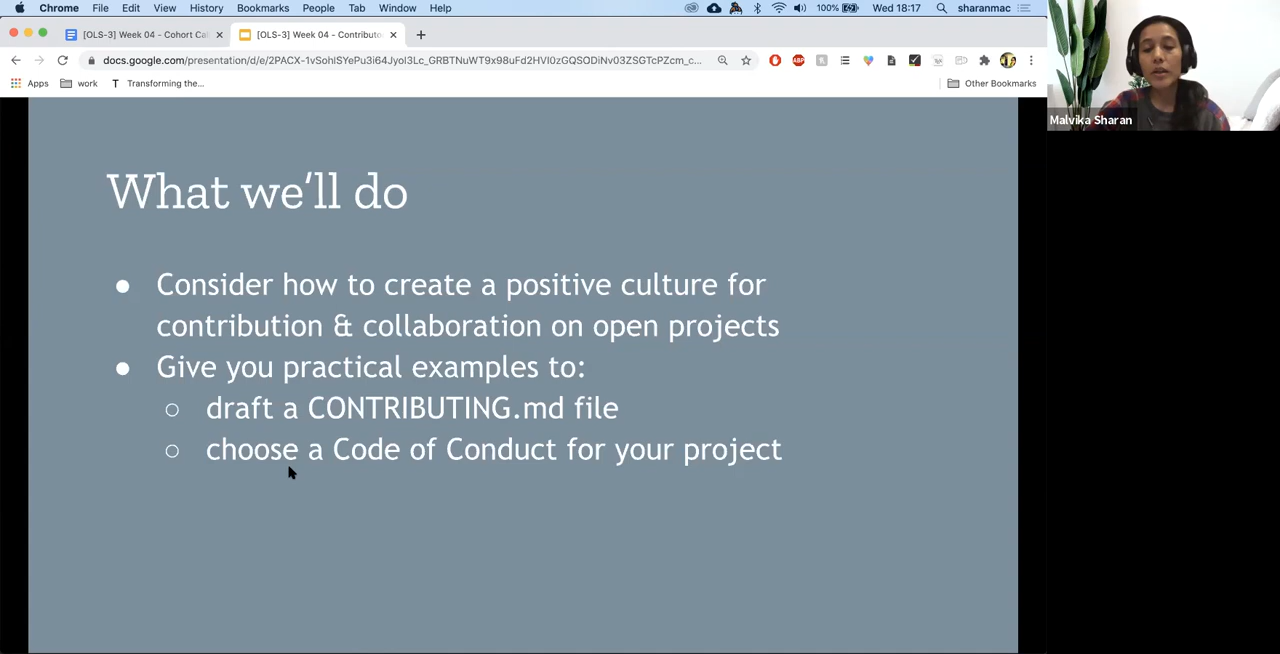 Chrome File Edit View History Bookmarks People Tab Window Help 100% Wed 18:17 sharanmac
[OLS-3] Week 04 - Cohort Cal [OLS-3] Week 04 - Contributo
docs.google.com/presentation/d/e/2PACX-1vSohlSYePu3i64JyoI3Lc_GRBTNuWT9x98uFd2HVI0zGQSODiNv03ZSGTcPZcm_c...
Apps work T Transforming the... Other Bookmarks
Malvika Sharan
What we'll do
● Consider how to create a positive culture for
contribution & collaboration on open projects
● Give you practical examples to:
○ draft a CONTRIBUTING.md file
○ choose a Code of Conduct for your project